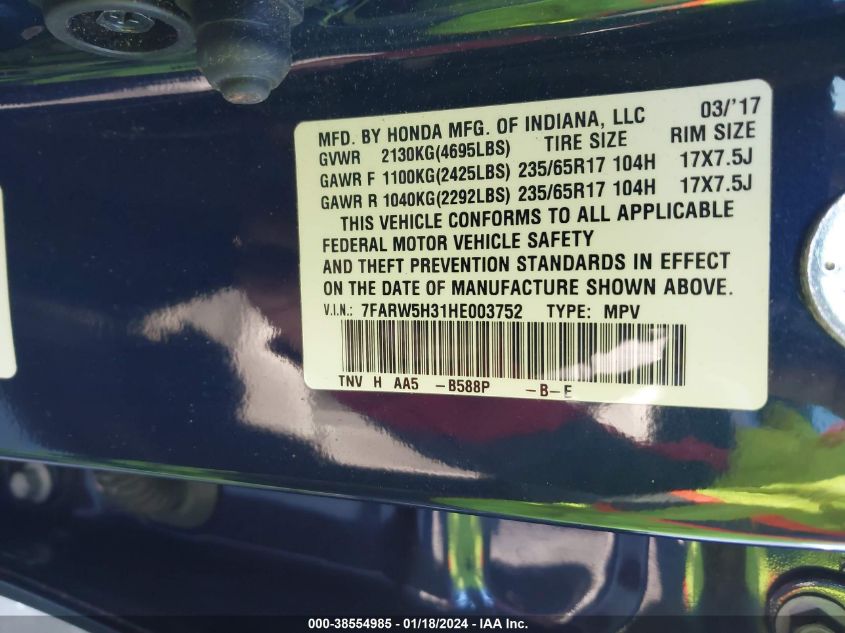 MFD. BY HONDA MFG. OF INDIANA, LLC 03/'17
GVWR 2130KG(4695LBS) TIRE SIZE RIM SIZE
GAWR F 1100KG(2425LBS) 235/65R17 104H 17X7.5J
GAWR R 1040KG(2292LBS) 235/65R17 104H 17X7.5J
THIS VEHICLE CONFORMS TO ALL APPLICABLE
FEDERAL MOTOR VEHICLE SAFETY
AND THEFT PREVENTION STANDARDS IN EFFECT
ON THE DATE OF MANUFACTURE SHOWN ABOVE.
V.I.N.: 7FARW5H31HE003752 TYPE: MPV
TNV H AA5 -B588P -B-E
000-38554985 - 01/18/2024 - IAA Inc.